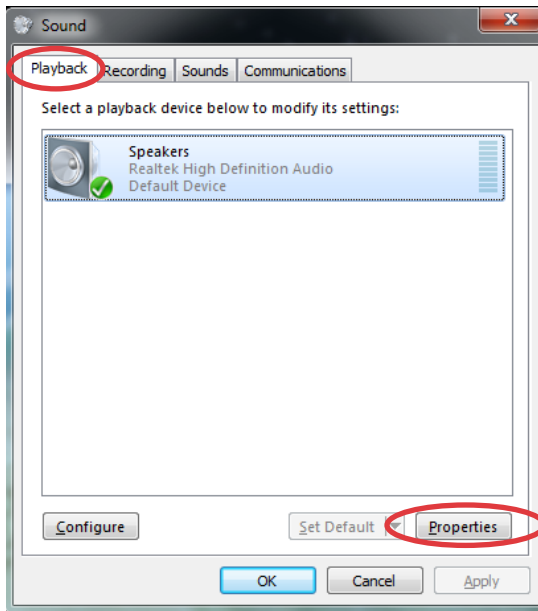 Sound
Playback Recording Sounds Communications
Select a playback device below to modify its settings:
Speakers
Realtek High Definition Audio
Default Device
Configure Set Default Properties
OK Cancel Apply